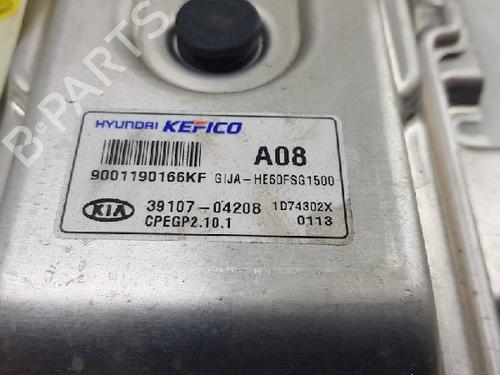 HYUNDAI KEFICO
A08
9001190166KF GIJA-HE60FSG1500
KIA 39107-04208 1D74302X
CPEGP2.10.1 0113
B-PARTS